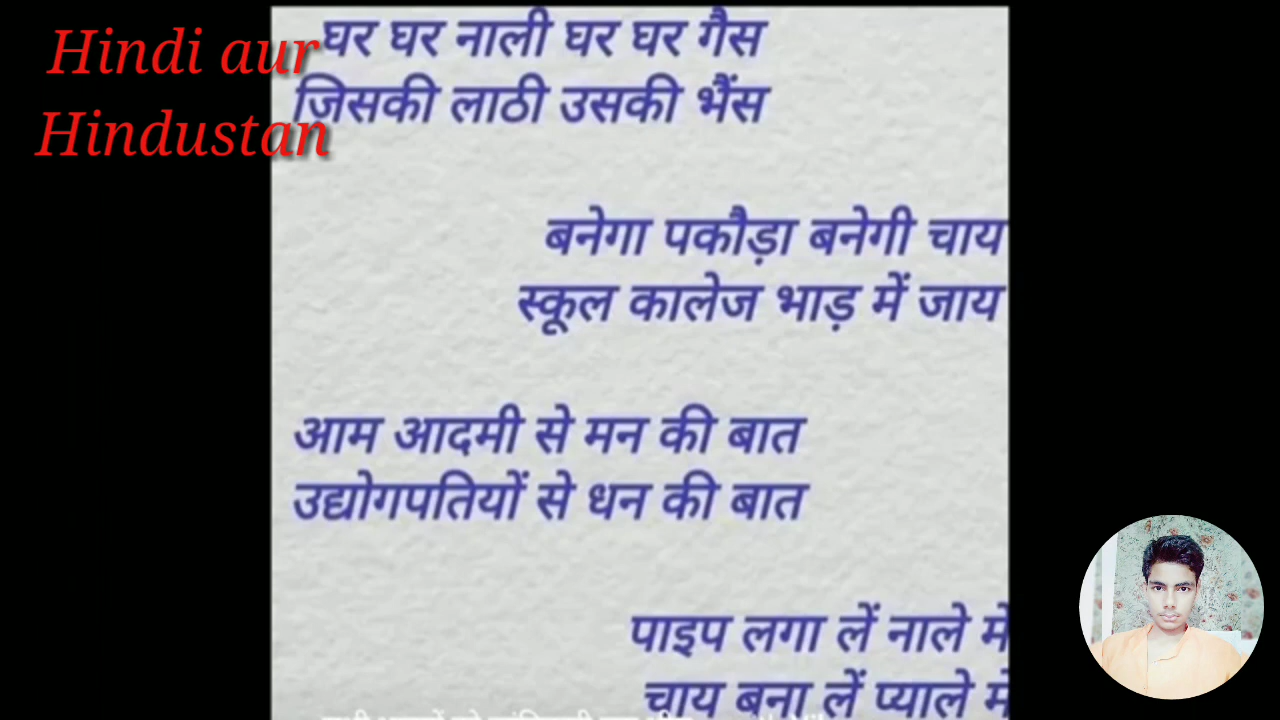 Hindi aur
Hindustan
घर घर नाली घर घर गैस
जिसकी लाठी उसकी भैंस
बनेगा पकौड़ा बनेगी चाय
स्कूल कालेज भाड़ में जाय
आम आदमी से मन की बात
उद्योगपतियों से धन की बात
पाइप लगा लें नाले में
चाय बना लें प्याले में